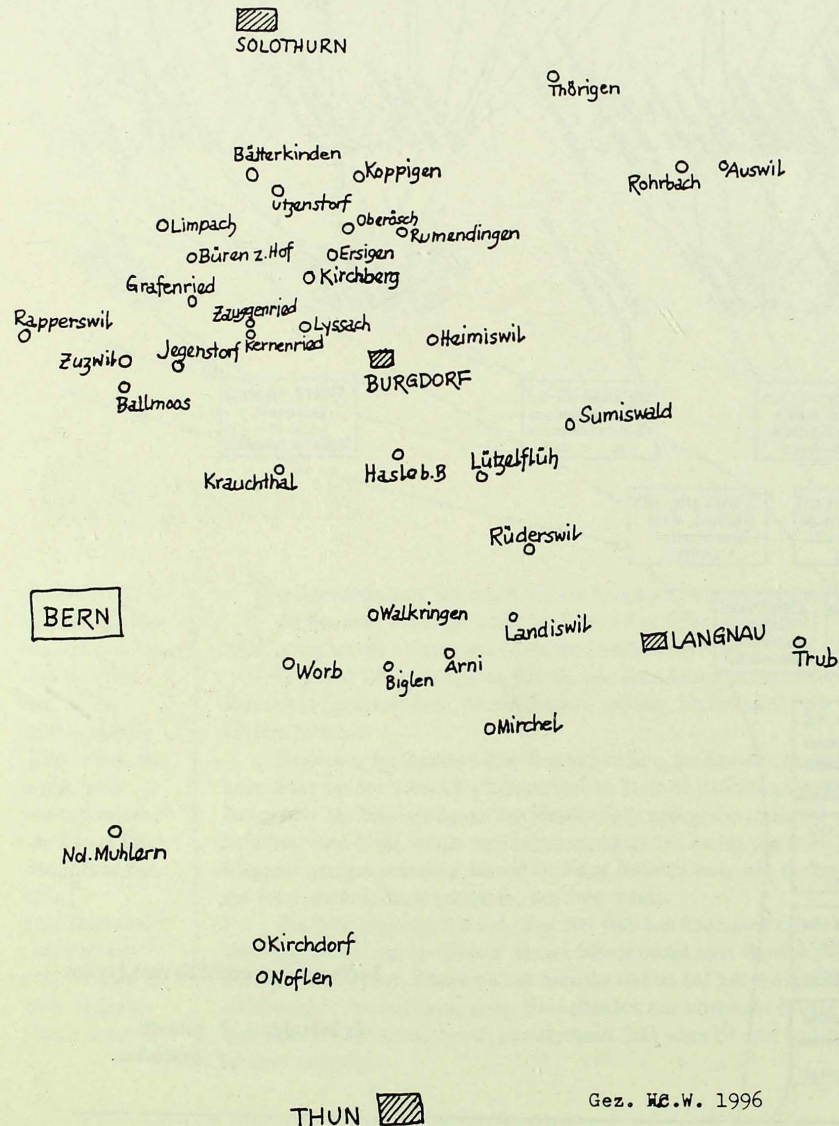 SOLOTHURN
Thörigen
Bätterkinden
Koppigen
Rohrbach
Auswil
Utzenstorf
Limpach
Oberösch
Rumendingen
Büren z.Hof
Ersigen
Kirchberg
Grafenried
Zauggenried
Rapperswil
Lyssach
Heimiswil
Kernenried
Zuzwil
Jegenstorf
BURGDORF
Ballmoos
Sumiswald
Krauchthal
Hasle b.B
Lützelflüh
Rüderswil
BERN
Walkringen
Landiswil
LANGNAU
Trub
Worb
Biglen
Arni
Mirchel
Nd. Muhlern
Kirchdorf
Noflen
THUN
Gez. 1996